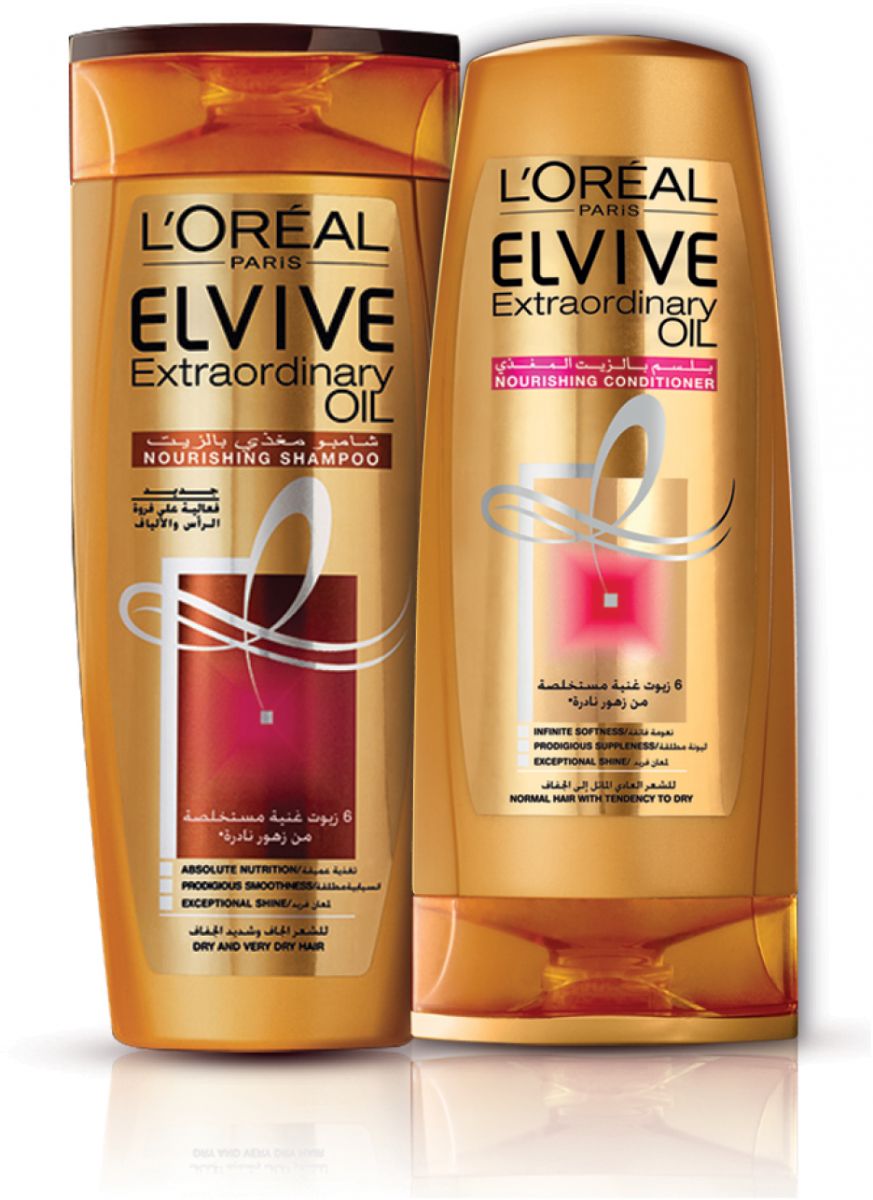 L'ORÉAL
PARIS
ELVIVE
Extraordinary
OIL
شامبو مغذي بالزيت
NOURISHING SHAMPOO
جديد
فعالية على فروة
الرأس والألياف
6 زيوت غنية مستخلصة
من زهور نادرة*
ABSOLUTE NUTRITION/تغذية عميقة
PRODIGIOUS SMOOTHNESS/انسيابية مطلقة
EXCEPTIONAL SHINE/لمعان فريد
للشعر الجاف وشديد الجفاف
DRY AND VERY DRY HAIR
L'ORÉAL
PARIS
ELVIVE
Extraordinary
OIL
بلسم بالزيت المغذي
NOURISHING CONDITIONER
6 زيوت غنية مستخلصة
من زهور نادرة*
INFINITE SOFTNESS/نعومة فائقة
PRODIGIOUS SUPPLENESS/ليونة مطلقة
EXCEPTIONAL SHINE/لمعان فريد
للشعر العادي المائل إلى الجفاف
NORMAL HAIR WITH TENDENCY TO DRY